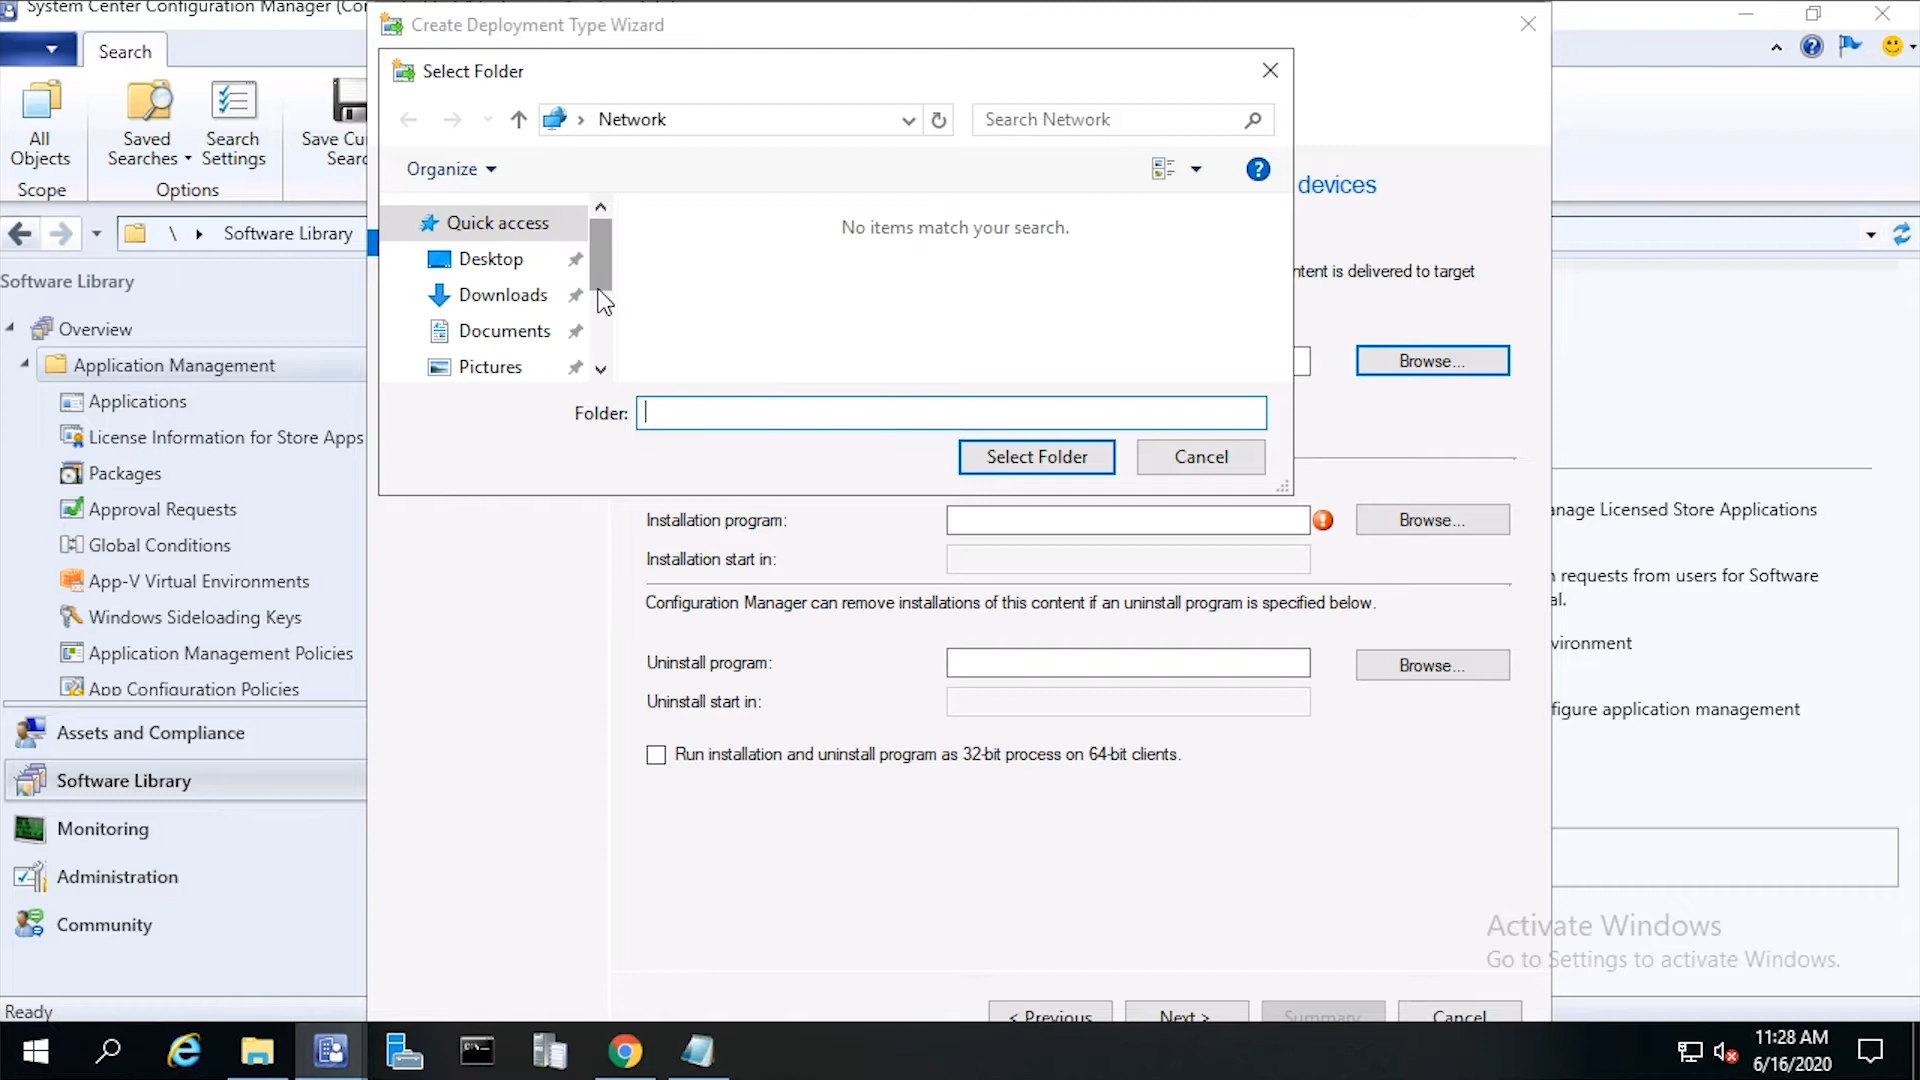 System Center Configuration Manager (Con
Search
All Objects
Saved Searches
Search Settings
Save Cur
Searc
Scope
Options
\ Software Library
Software Library
Overview
Application Management
Applications
License Information for Store Apps
Packages
Approval Requests
Global Conditions
App-V Virtual Environments
Windows Sideloading Keys
Application Management Policies
App Configuration Policies
Assets and Compliance
Software Library
Monitoring
Administration
Community
Ready
Create Deployment Type Wizard
Select Folder
Network
Search Network
Organize
Quick access
Desktop
Downloads
Documents
Pictures
No items match your search.
Folder:
Select Folder
Cancel
devices
ntent is delivered to target
Browse...
Installation program:
Browse...
Installation start in:
Configuration Manager can remove installations of this content if an uninstall program is specified below.
Uninstall program:
Browse...
Uninstall start in:
Run installation and uninstall program as 32-bit process on 64-bit clients.
< Previous
Next >
Summary
Cancel
anage Licensed Store Applications
requests from users for Software
al.
vironment
figure application management
Activate Windows
Go to Settings to activate Windows.
11:28 AM
6/16/2020